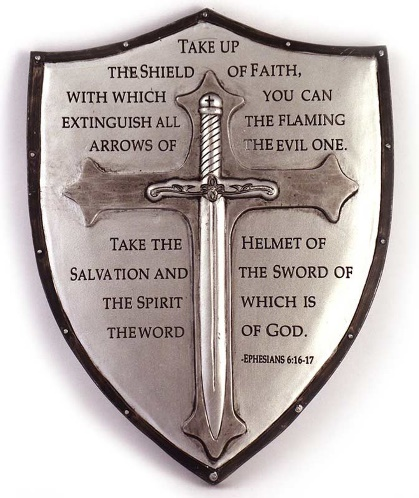 TAKE UP
THE SHIELD OF FAITH,
WITH WHICH YOU CAN
EXTINGUISH ALL THE FLAMING
ARROWS OF THE EVIL ONE.
TAKE THE HELMET OF
SALVATION AND THE SWORD OF
THE SPIRIT WHICH IS
THE WORD OF GOD.
-EPHESIANS 6:16-17